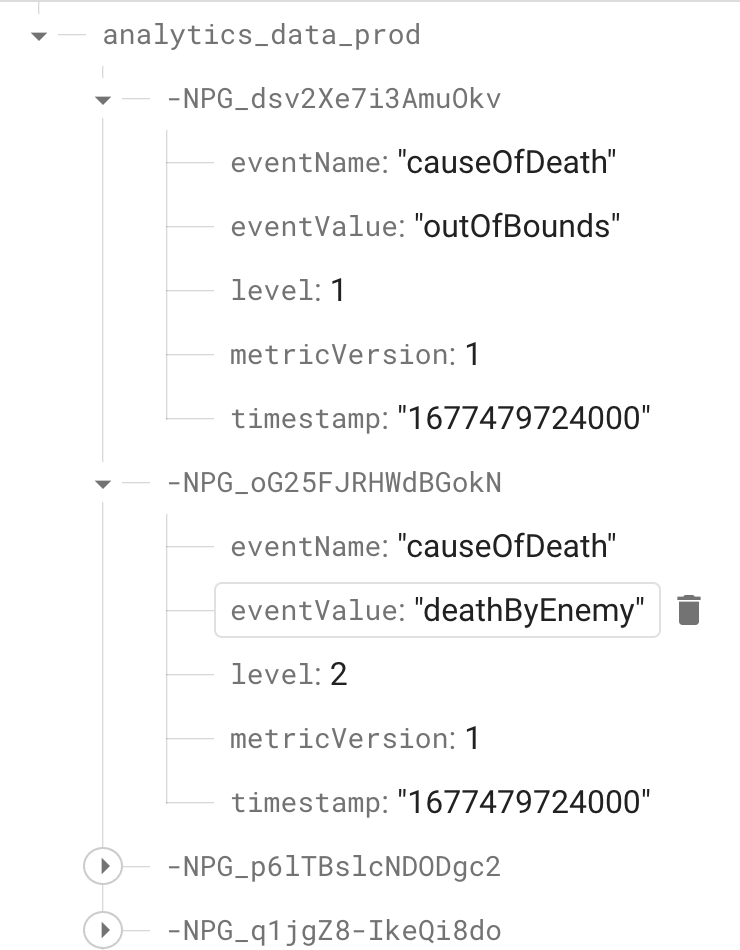 analytics_data_prod
-NPG_dsv2Xe7i3AmuOkv
eventName: "causeOfDeath"
eventValue: "outOfBounds"
level: 1
metricVersion: 1
timestamp: "1677479724000"
-NPG_oG25FJRHWdBGokN
eventName: "causeOfDeath"
eventValue: "deathByEnemy"
level: 2
metricVersion: 1
timestamp: "1677479724000"
-NPG_p6lTBslcNDODgc2
-NPG_q1jgZ8-IkeQi8do